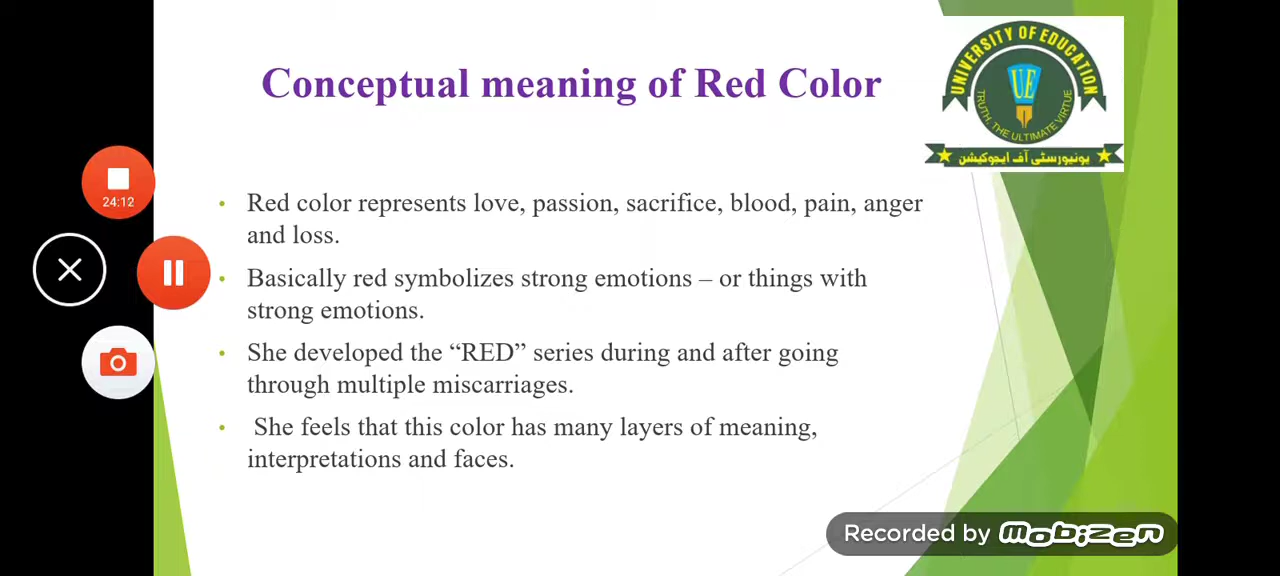 Conceptual meaning of Red Color
UNIVERSITY OF EDUCATION
UE
TRUTH, THE ULTIMATE VIRTUE
یونیورسٹی آف ایجوکیشن
24:12
• Red color represents love, passion, sacrifice, blood, pain, anger
and loss.
• Basically red symbolizes strong emotions – or things with
strong emotions.
• She developed the “RED” series during and after going
through multiple miscarriages.
• She feels that this color has many layers of meaning,
interpretations and faces.
Recorded by Mobizen